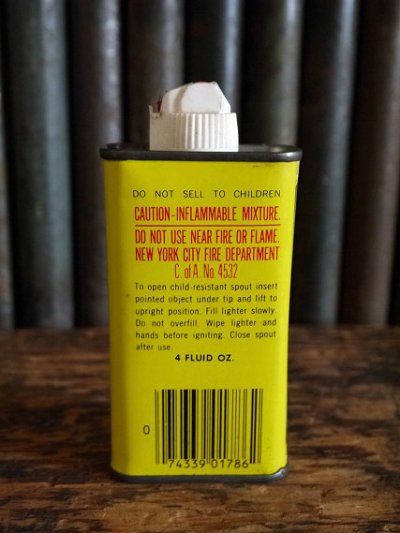 DO NOT SELL TO CHILDREN
CAUTION-INFLAMMABLE MIXTURE.
DO NOT USE NEAR FIRE OR FLAME.
NEW YORK CITY FIRE DEPARTMENT
C. of A. No. 4532
To open child-resistant spout insert
pointed object under tip and lift to
upright position. Fill lighter slowly.
Do not overfill. Wipe lighter and
hands before igniting. Close spout
after use.
4 FLUID OZ.
0 74339 01786